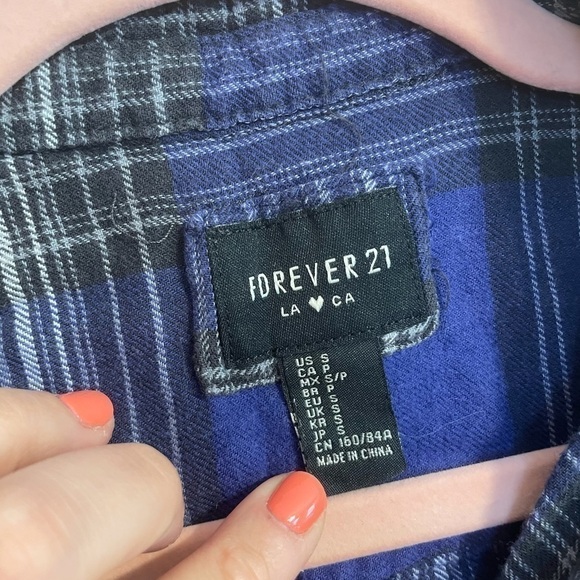 FOREVER 21
LA ♥ CA
US S
CA P
MX S/P
BR P
EU S
UK S
KR S
JP S
CN 160/84A
MADE IN CHINA